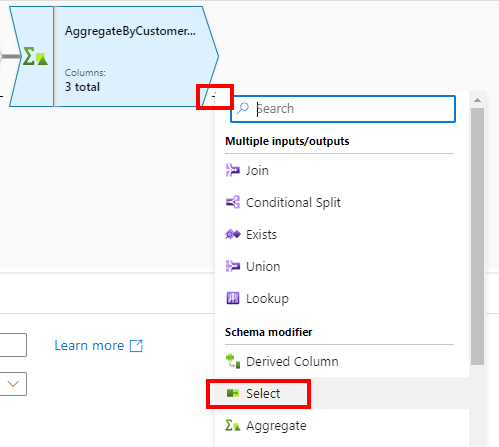 AggregateByCustomer...
Columns:
3 total
Search
Multiple inputs/outputs
Join
Conditional Split
Exists
Union
Lookup
Schema modifier
Learn more
Derived Column
Select
Aggregate